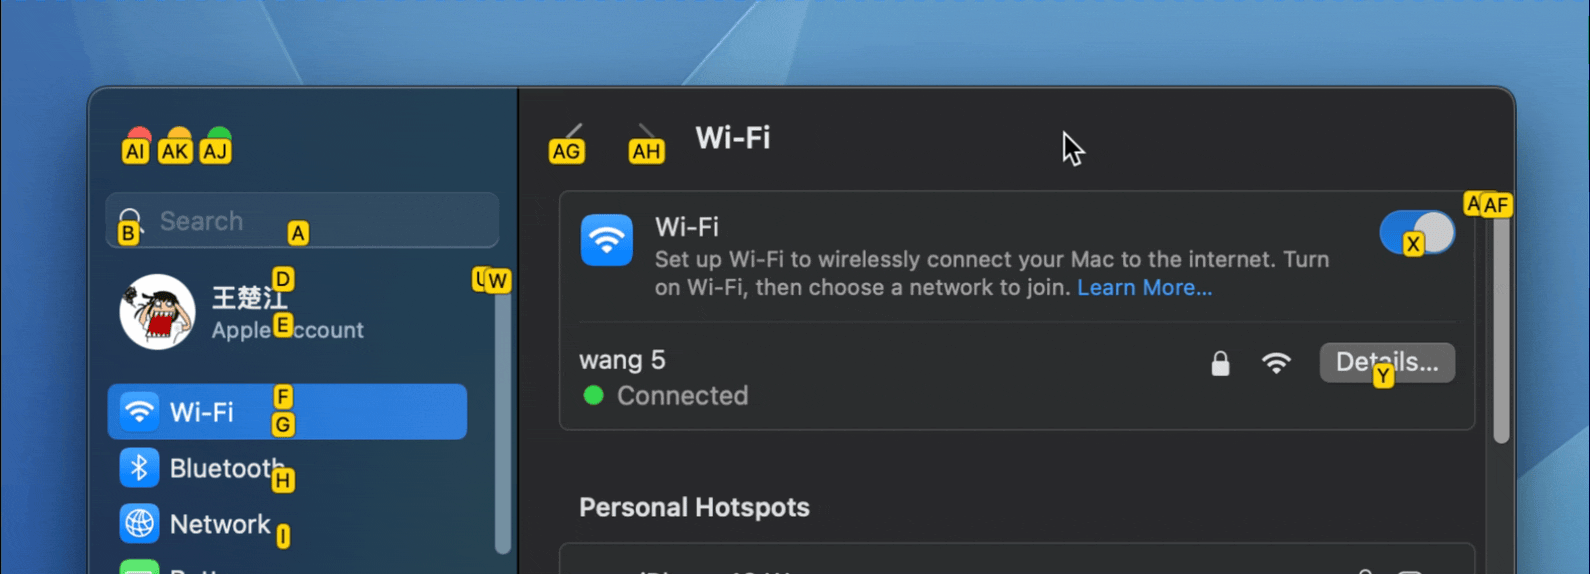 AI AK AJ
AG AH Wi-Fi
B Search A
AF
Wi-Fi
X
Set up Wi-Fi to wirelessly connect your Mac to the internet. Turn
on Wi-Fi, then choose a network to join. Learn More...
D
W
王楚江
Apple E ccount
wang 5
Details...
Y
Connected
F
Wi-Fi
G
Bluetooth
H
Network
I
Personal Hotspots